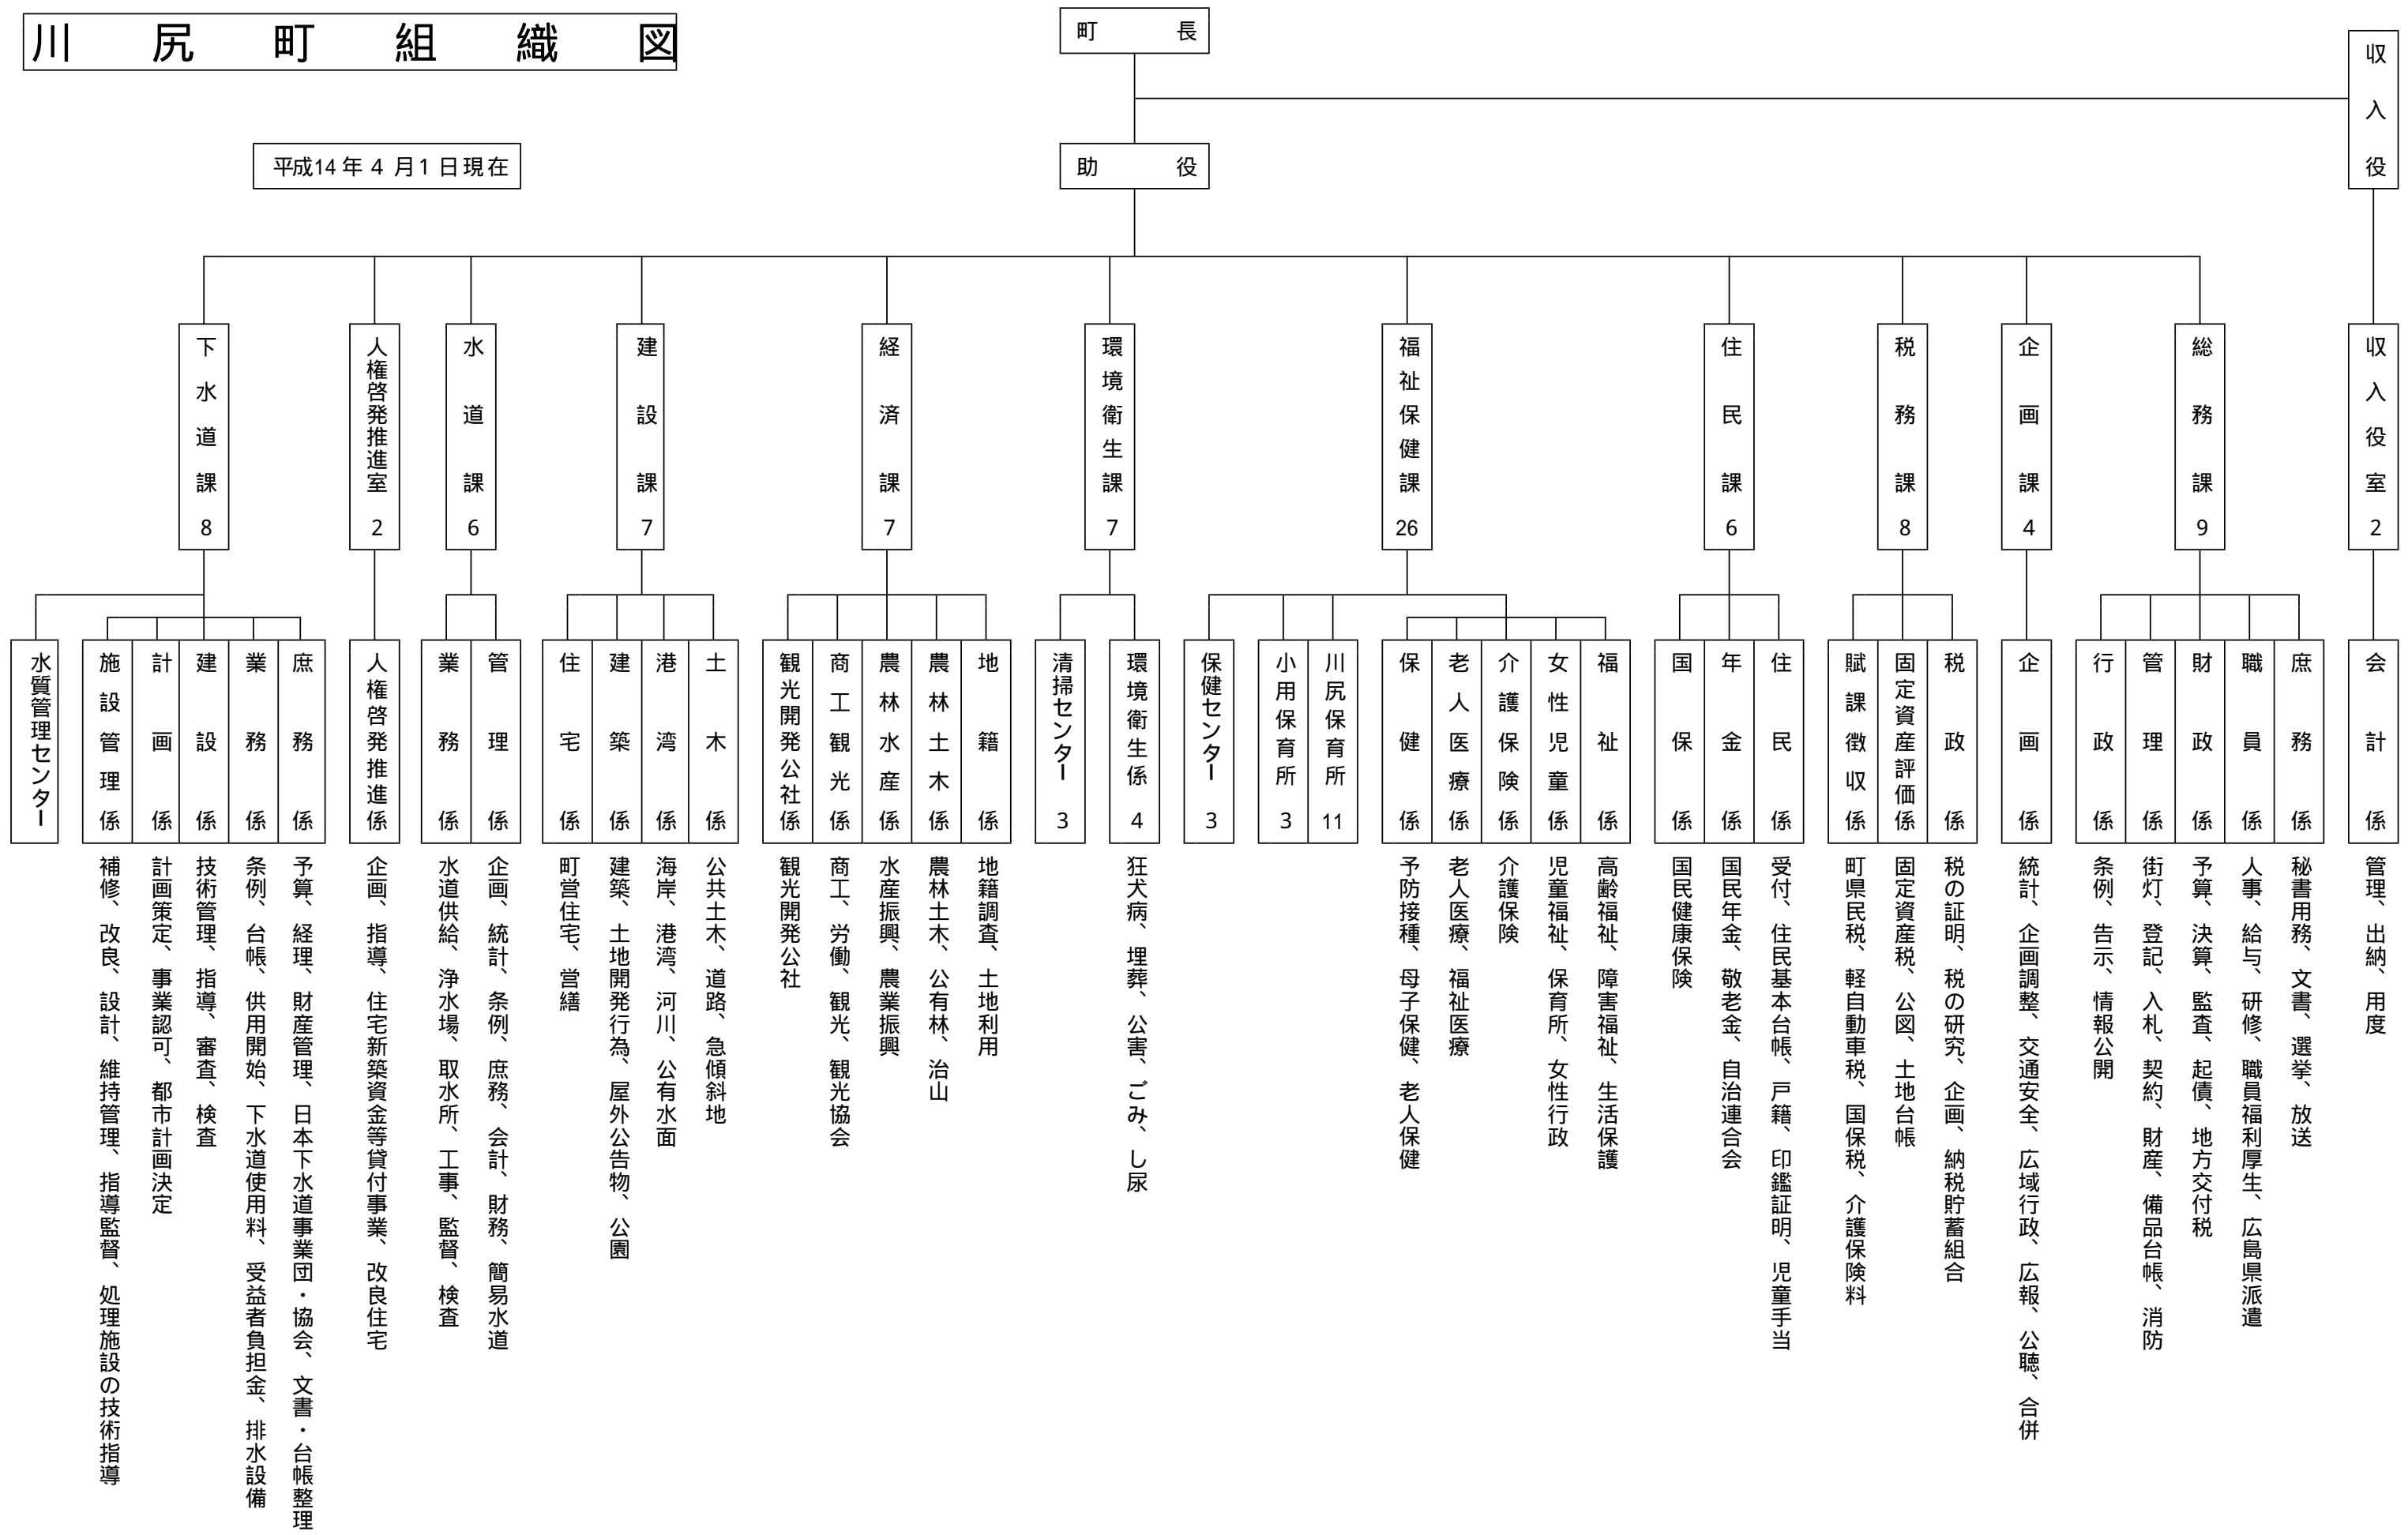 川尻町組織図
町長
収入役
平成14年4月1日現在
助役
下水道課 8
人権啓発推進室 2
水道課 6
建設課 7
経済課 7
環境衛生課 7
福祉保健課 26
住民課 6
税務課 8
企画課 4
総務課 9
収入役室 2
水質管理センター
施設管理係
計画係
建設係
業務係
庶務係
人権啓発推進係
業務係
管理係
住宅係
建築係
港湾係
土木係
観光開発公社係
商工観光係
農林水産係
農林土木係
地籍係
清掃センター 3
環境衛生係 4
保健センター 3
小用保育所 3
川尻保育所 11
保健係
老人医療係
介護保険係
女性児童係
福祉係
国保係
年金係
住民係
賦課徴収係
固定資産評価係
税政係
企画係
行政係
管理係
財政係
職員係
庶務係
会計係
補修、改良、設計、維持管理、指導監督、処理施設の技術指導
計画策定、事業認可、都市計画決定
技術管理、指導、審査、検査
条例、台帳、供用開始、下水道使用料、受益者負担金、排水設備
予算、経理、財産管理、日本下水道事業団・協会、文書・台帳整理
企画、指導、住宅新築資金等貸付事業、改良住宅
水道供給、浄水場、取水所、工事、監督、検査
企画、統計、条例、庶務、会計、財務、簡易水道
町営住宅、営繕
建築、土地開発行為、屋外公告物、公園
海岸、港湾、河川、公有水面
公共土木、道路、急傾斜地
観光開発公社
商工、労働、観光、観光協会
水産振興、農業振興
農林土木、公有林、治山
地籍調査、土地利用
狂犬病、埋葬、公害、ごみ、し尿
予防接種、母子保健、老人保健
老人医療、福祉医療
介護保険
児童福祉、保育所、女性行政
高齢福祉、障害福祉、生活保護
国民健康保険
国民年金、敬老金、自治連合会
受付、住民基本台帳、戸籍、印鑑証明、児童手当
町県民税、軽自動車税、国保税、介護保険料
固定資産税、公図、土地台帳
税の証明、税の研究、企画、納税貯蓄組合
統計、企画調整、交通安全、広域行政、広報、公聴、合併
条例、告示、情報公開
街灯、登記、入札、契約、財産、備品台帳、消防
予算、決算、監査、起債、地方交付税
人事、給与、研修、職員福利厚生、広島県派遣
秘書用務、文書、選挙、放送
管理、出納、用度